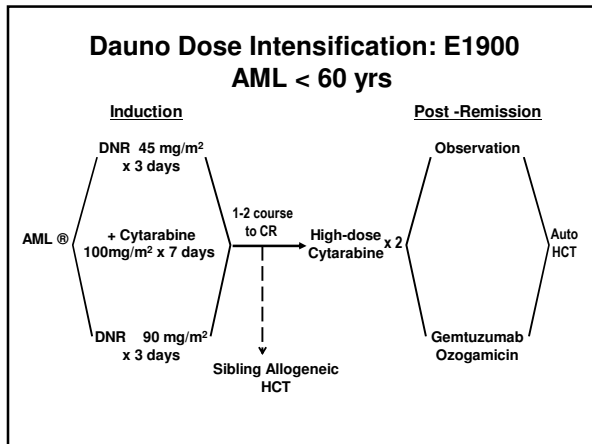 Dauno Dose Intensification: E1900
AML < 60 yrs
Induction
Post -Remission
DNR 45 mg/m²
x 3 days
Observation
AML ®
+ Cytarabine
100mg/m² x 7 days
1-2 course
to CR
High-dose
Cytarabine
x 2
Auto
HCT
DNR 90 mg/m²
x 3 days
Gemtuzumab
Ozogamicin
Sibling Allogeneic
HCT